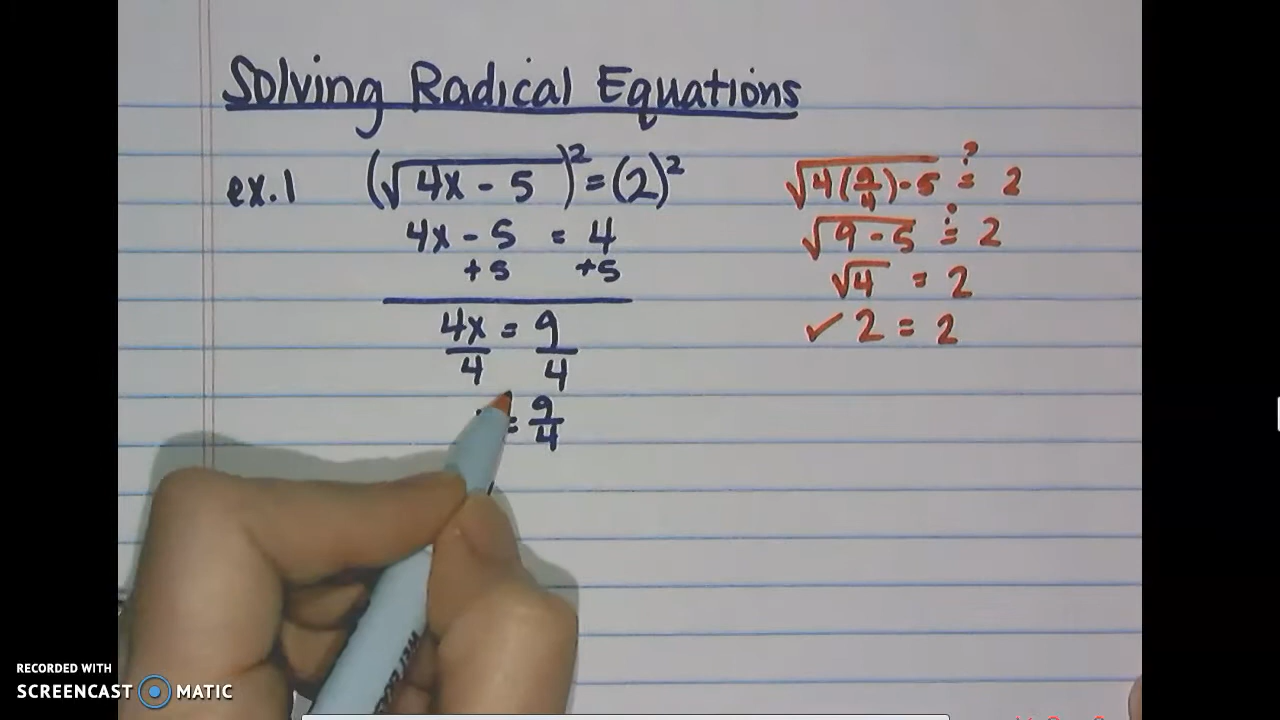 Solving Radical Equations
ex.1 (√4x - 5)² = (2)²
4x - 5 = 4
+5 +5
4x = 9
4 4
= 9/4
√4(9/4) - 5 ≟ 2
√9 - 5 ≟ 2
√4 = 2
✓ 2 = 2
RECORDED WITH
SCREENCAST MATIC